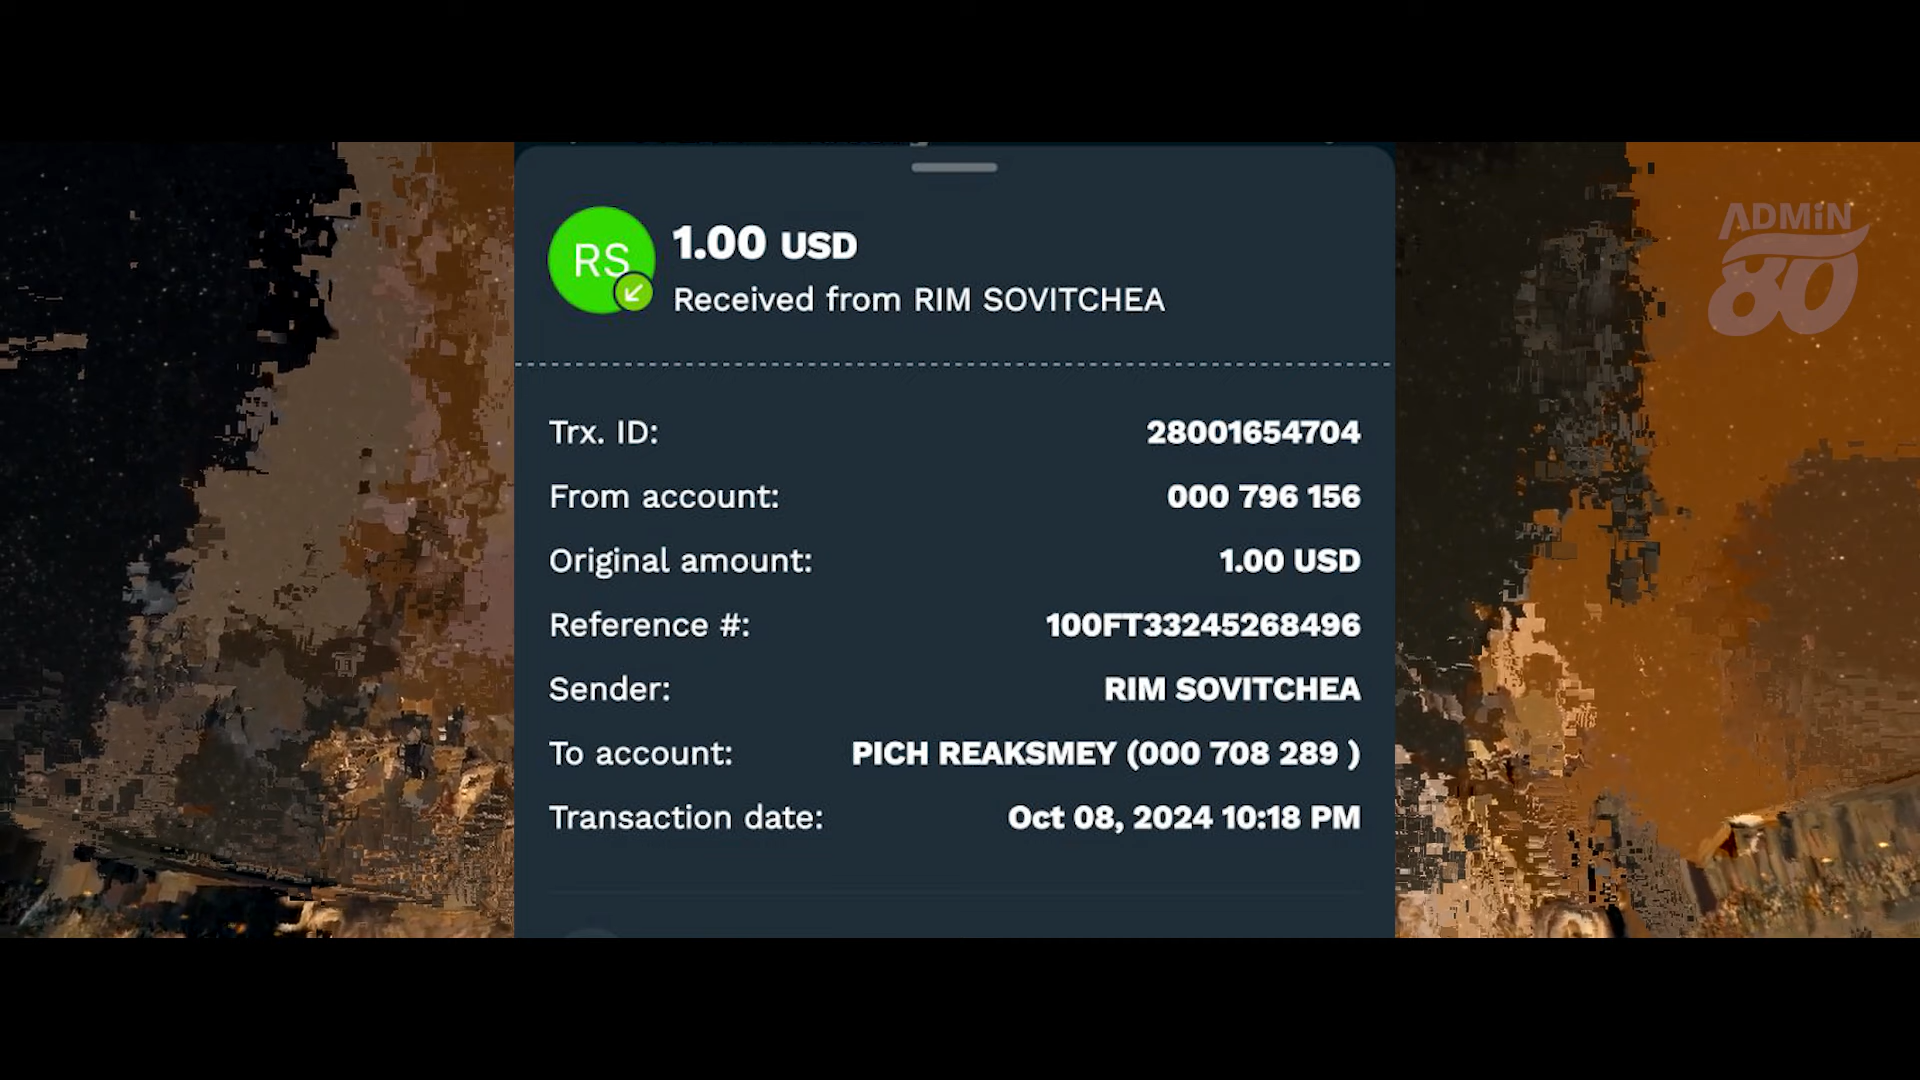 ADMiN
80
RS
1.00 USD
Received from RIM SOVITCHEA
Trx. ID: 28001654704
From account: 000 796 156
Original amount: 1.00 USD
Reference #: 100FT33245268496
Sender: RIM SOVITCHEA
To account: PICH REAKSMEY (000 708 289 )
Transaction date: Oct 08, 2024 10:18 PM